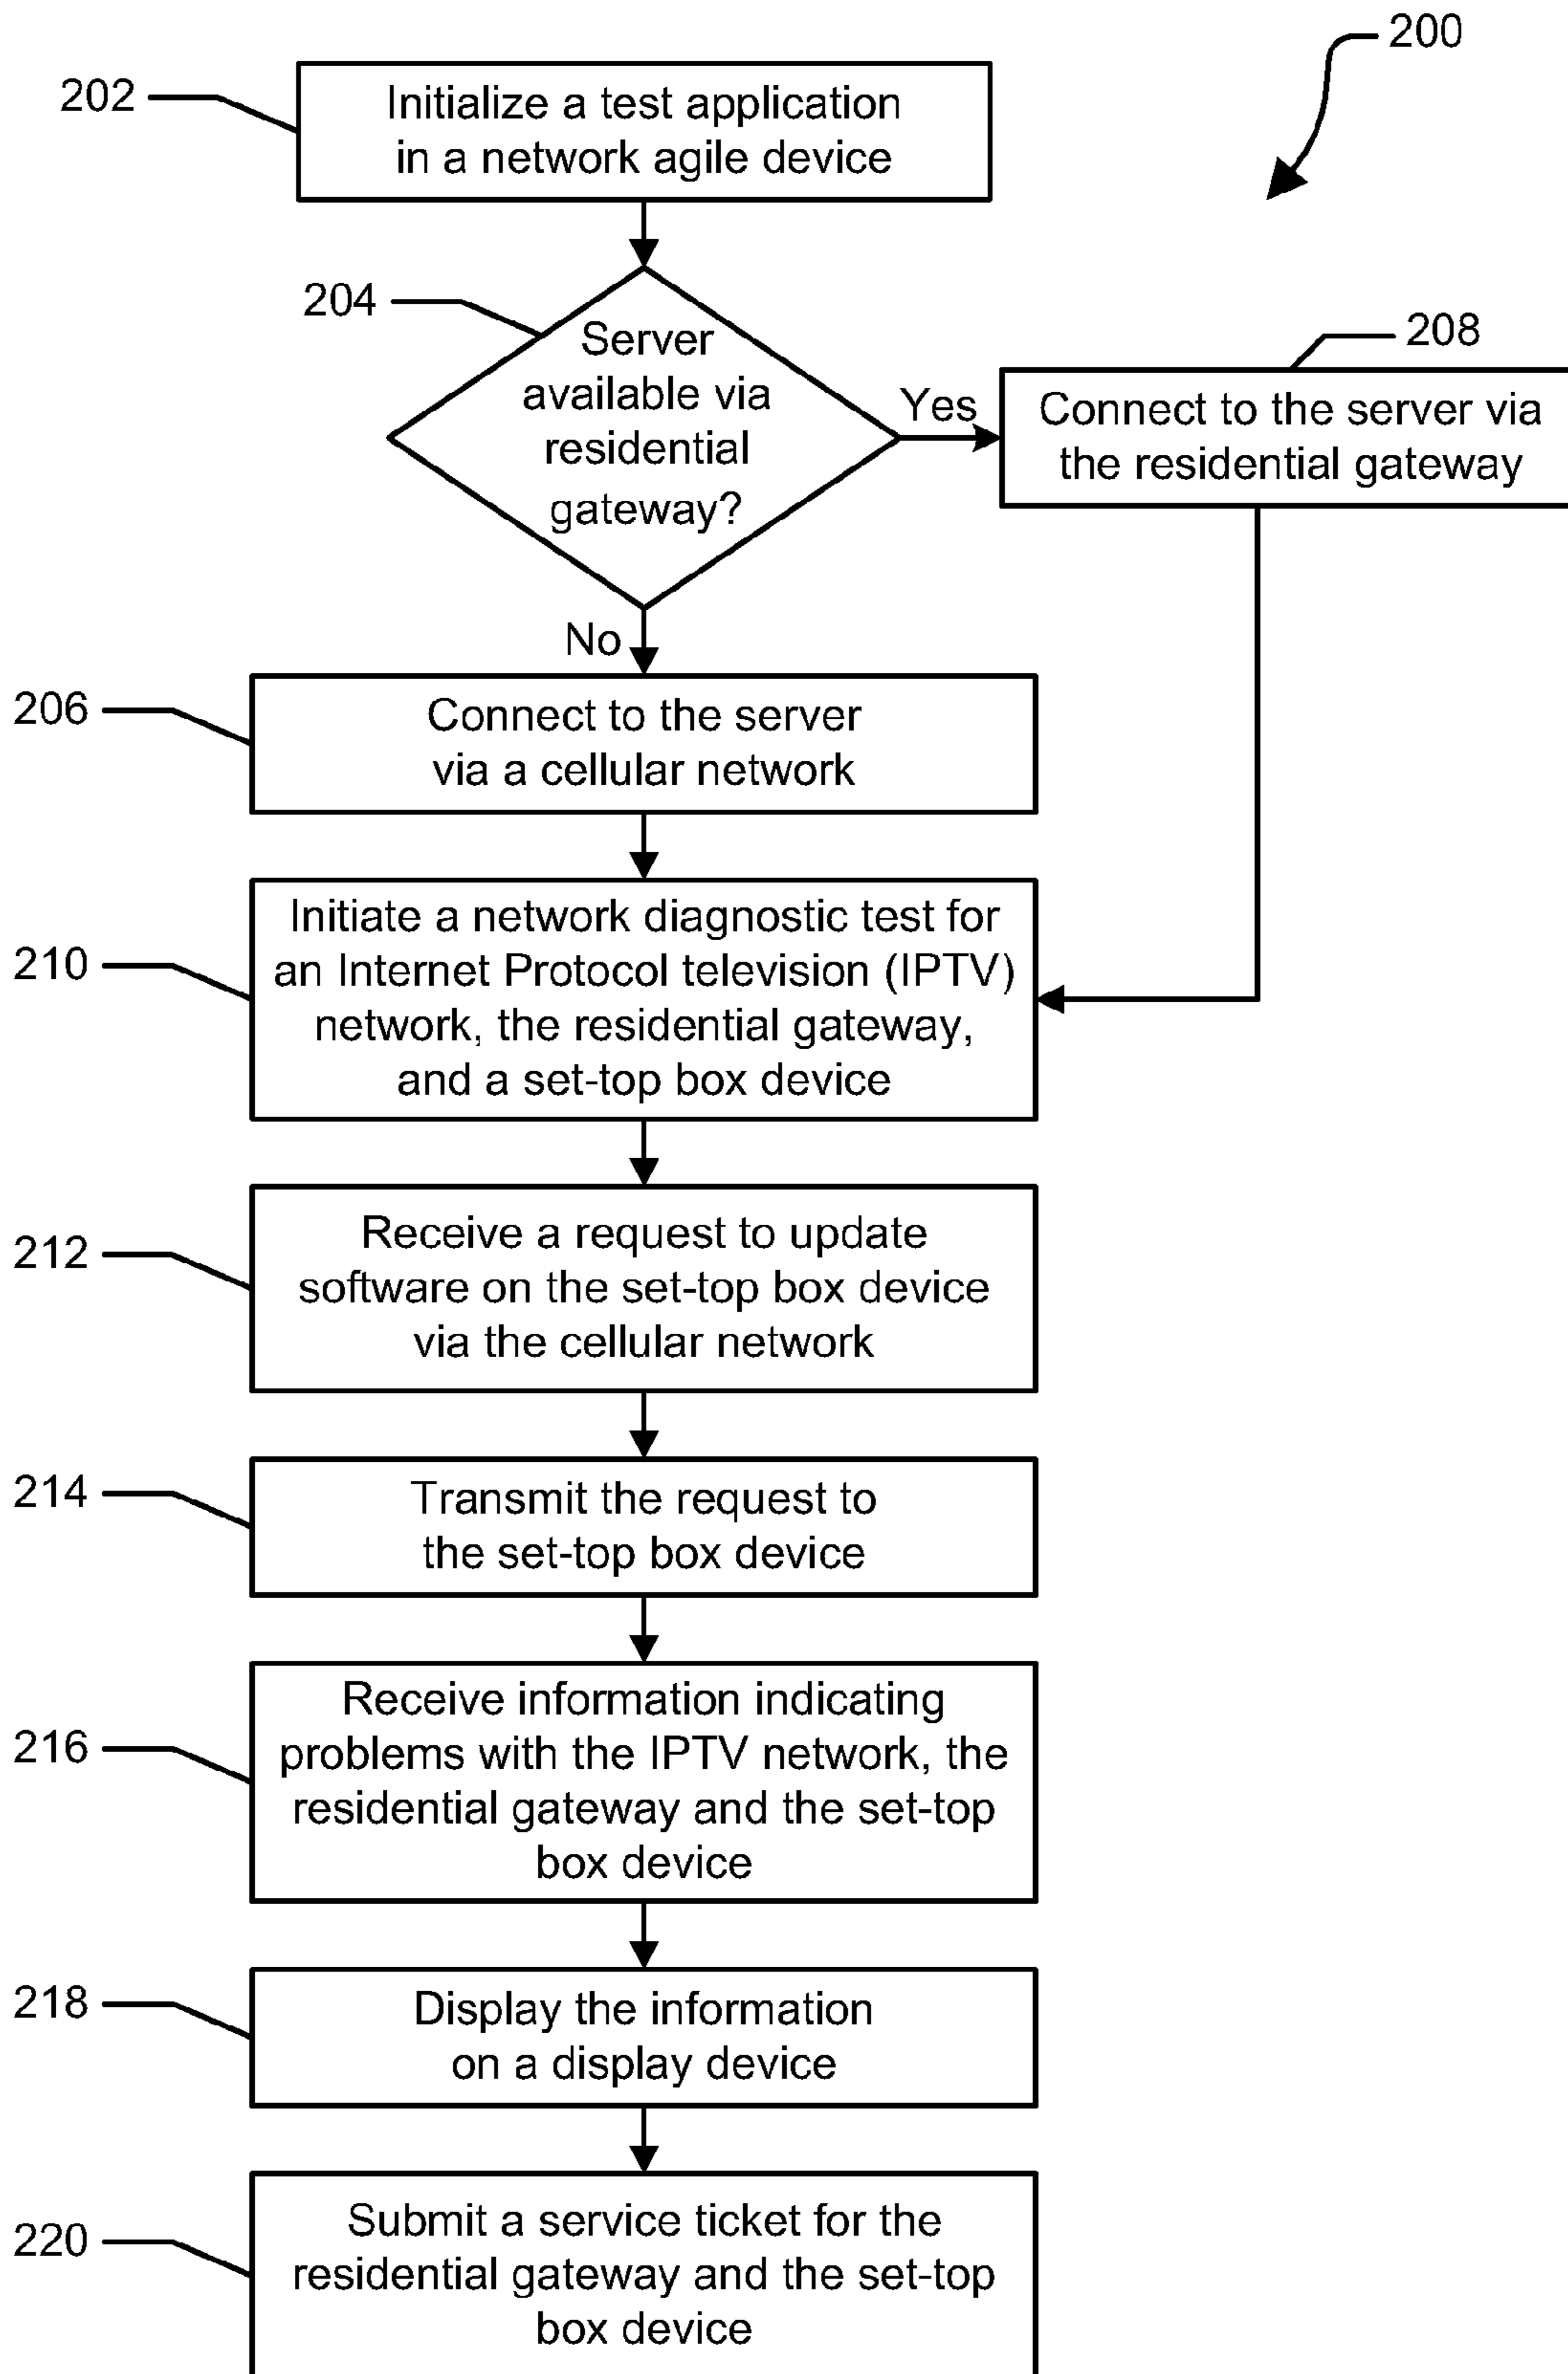 200
202
Initialize a test application
in a network agile device
204
Server
available via
residential
gateway?
Yes
208
Connect to the server via
the residential gateway
No
206
Connect to the server
via a cellular network
210
Initiate a network diagnostic test for
an Internet Protocol television (IPTV)
network, the residential gateway,
and a set-top box device
212
Receive a request to update
software on the set-top box device
via the cellular network
214
Transmit the request to
the set-top box device
216
Receive information indicating
problems with the IPTV network, the
residential gateway and the set-top
box device
218
Display the information
on a display device
220
Submit a service ticket for the
residential gateway and the set-top
box device